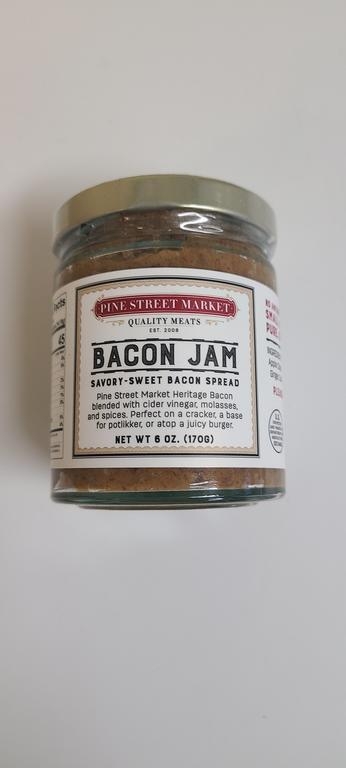 PINE STREET MARKET
QUALITY MEATS
EST. 2008
BACON JAM
SAVORY-SWEET BACON SPREAD
Pine Street Market Heritage Bacon
blended with cider vinegar, molasses,
and spices. Perfect on a cracker, a base
for potlikker, or atop a juicy burger.
NET WT 6 OZ. (170G)
45